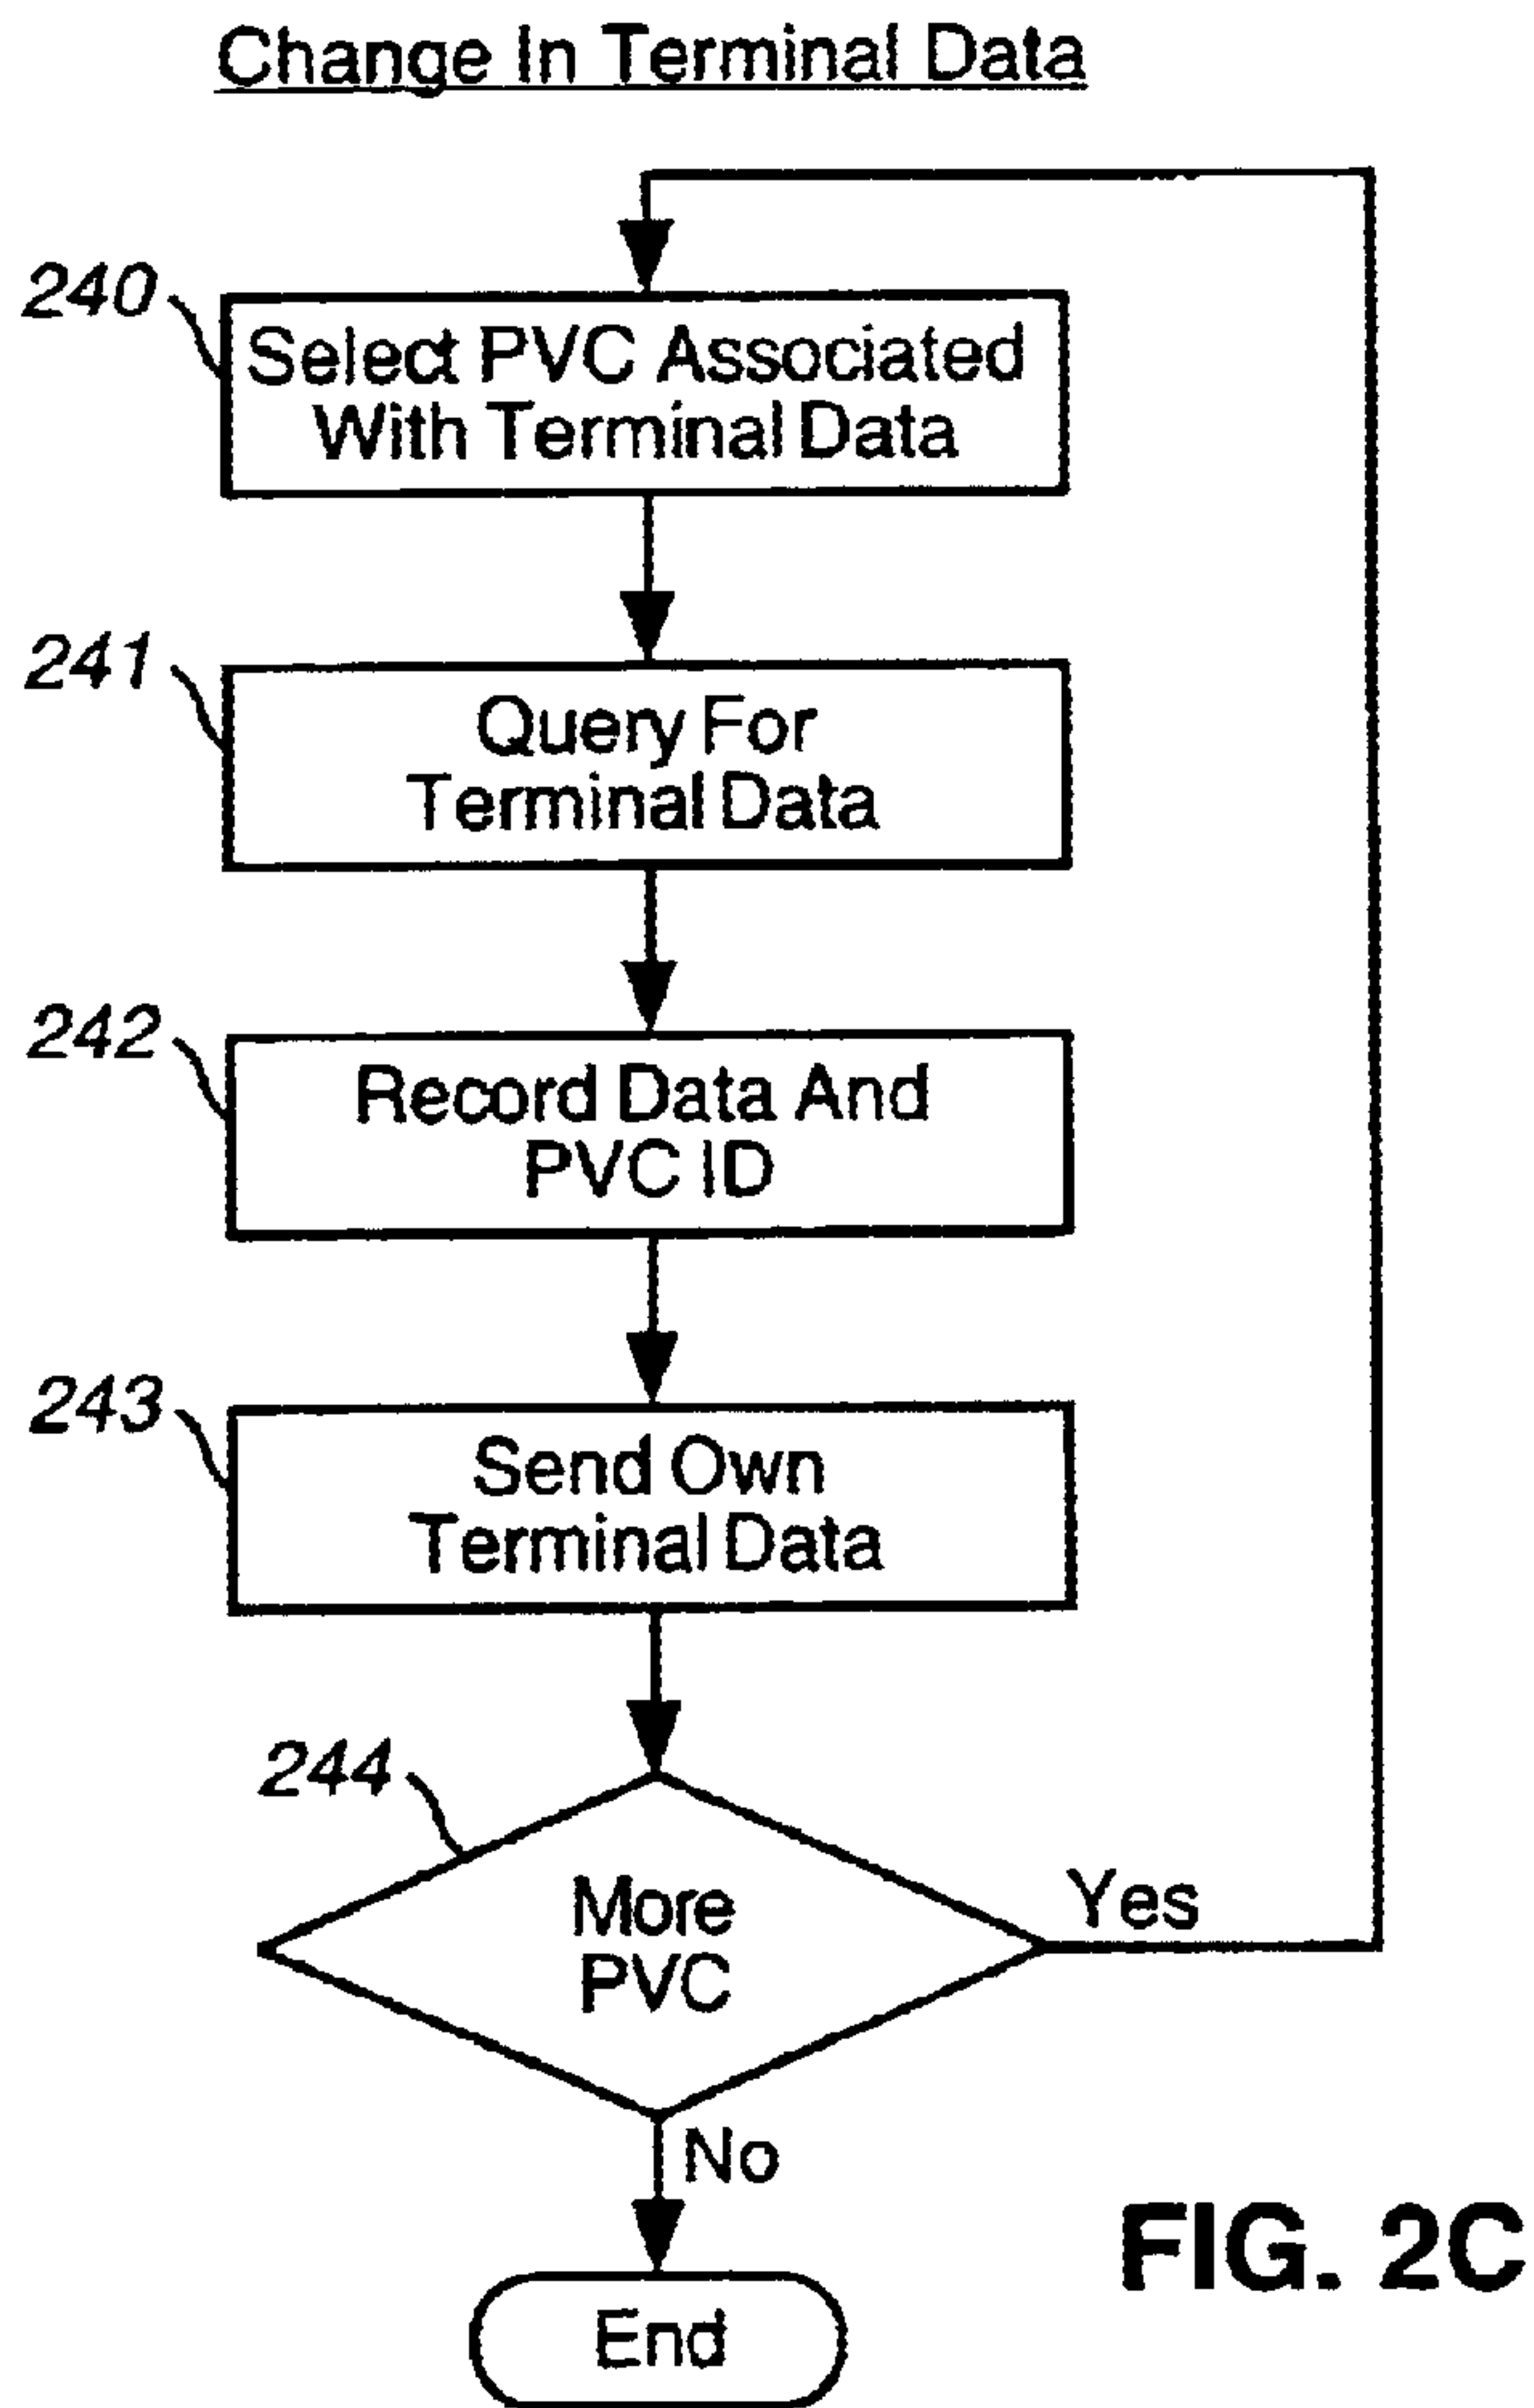 Change In Terminal Data
240
Select PVC Associated
With Terminal Data
241
Query For
Terminal Data
242
Record Data And
PVC ID
243
Send Own
Terminal Data
244
More
PVC
Yes
No
End
FIG. 2C